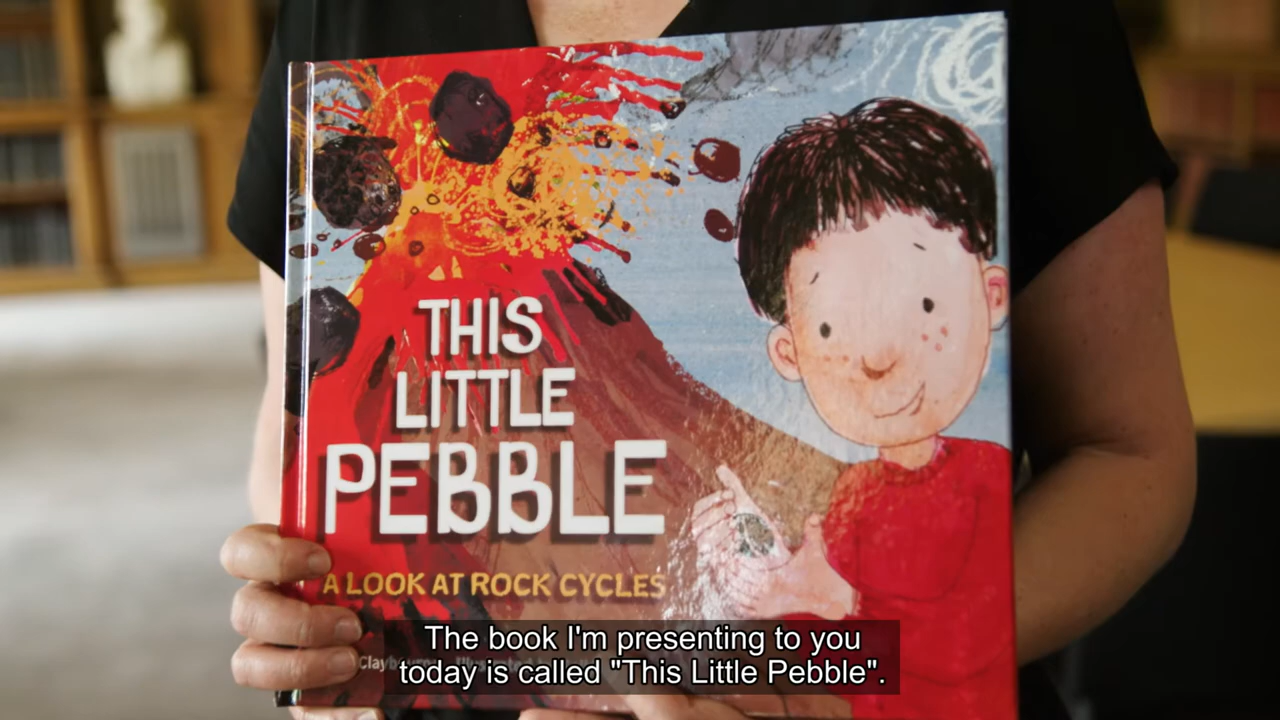 THIS
LITTLE
PEBBLE
A LOOK AT ROCK CYCLES
The book I'm presenting to you
today is called "This Little Pebble".